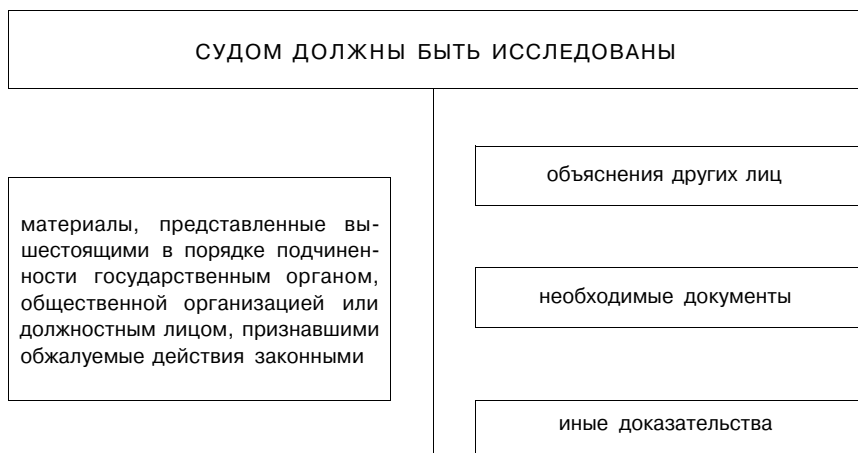 СУДОМ ДОЛЖНЫ БЫТЬ ИССЛЕДОВАНЫ
материалы, представленные вы-
шестоящими в порядке подчинен-
ности государственным органом,
общественной организацией или
должностным лицом, признавшими
обжалуемые действия законными
объяснения других лиц
необходимые документы
иные доказательства